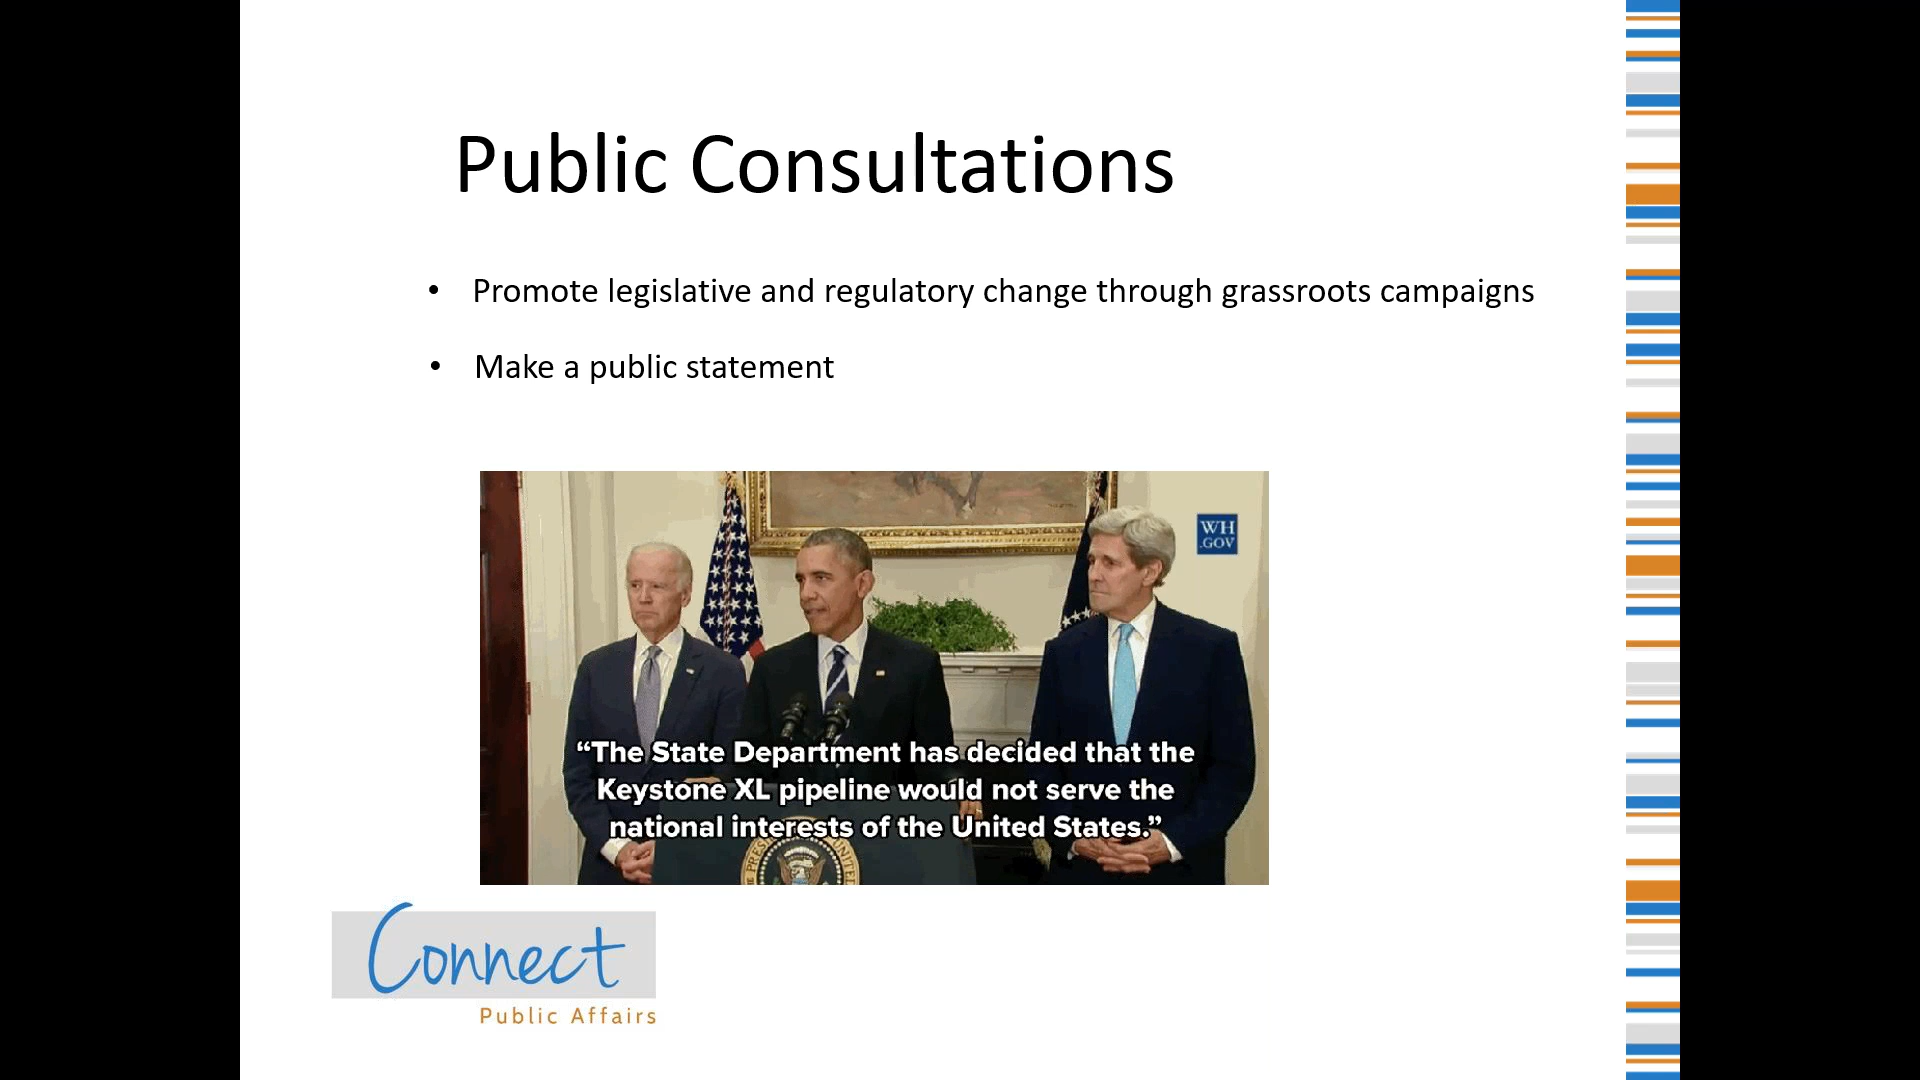 Public Consultations
• Promote legislative and regulatory change through grassroots campaigns
• Make a public statement
WH
.GOV
“The State Department has decided that the
Keystone XL pipeline would not serve the
national interests of the United States.”
Connect
Public Affairs